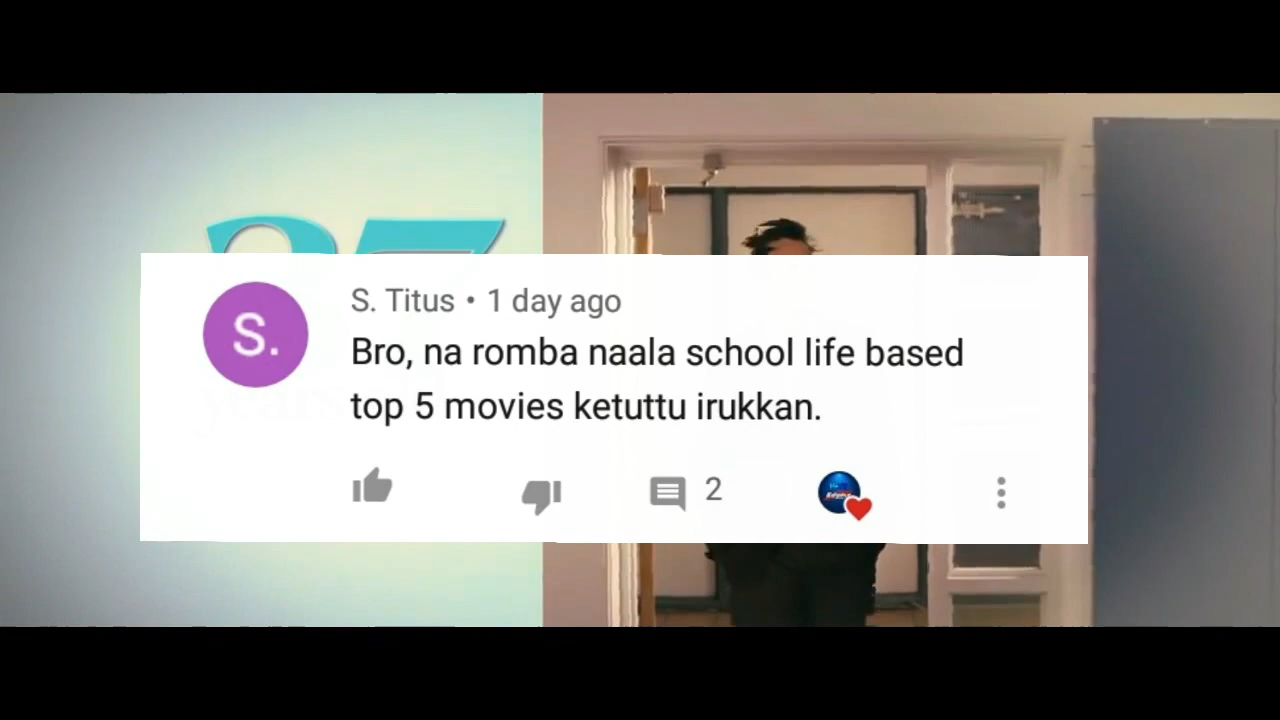 S. Titus • 1 day ago
S.
Bro, na romba naala school life based
top 5 movies ketuttu irukkan.
2